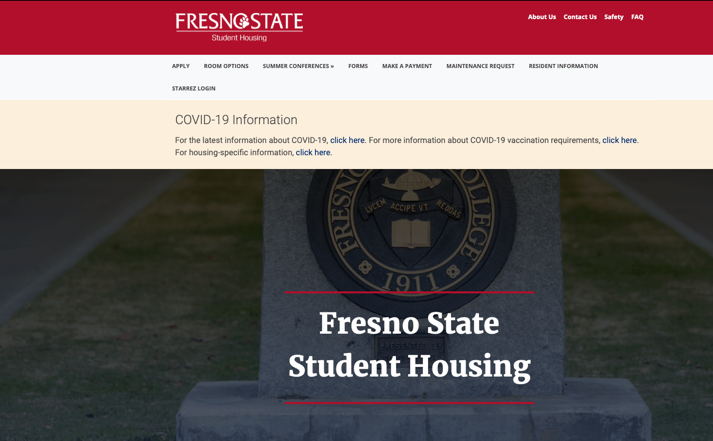 FRESNO STATE
Student Housing
About Us Contact Us Safety FAQ
APPLY ROOM OPTIONS SUMMER CONFERENCES » FORMS MAKE A PAYMENT MAINTENANCE REQUEST RESIDENT INFORMATION
STARREZ LOGIN
COVID-19 Information
For the latest information about COVID-19, click here. For more information about COVID-19 vaccination requirements, click here.
For housing-specific information, click here.
FRESNO COLLEGE
LVCEM ACCIPE VT REDDAS
1911
Fresno State
Student Housing
PRESENTED